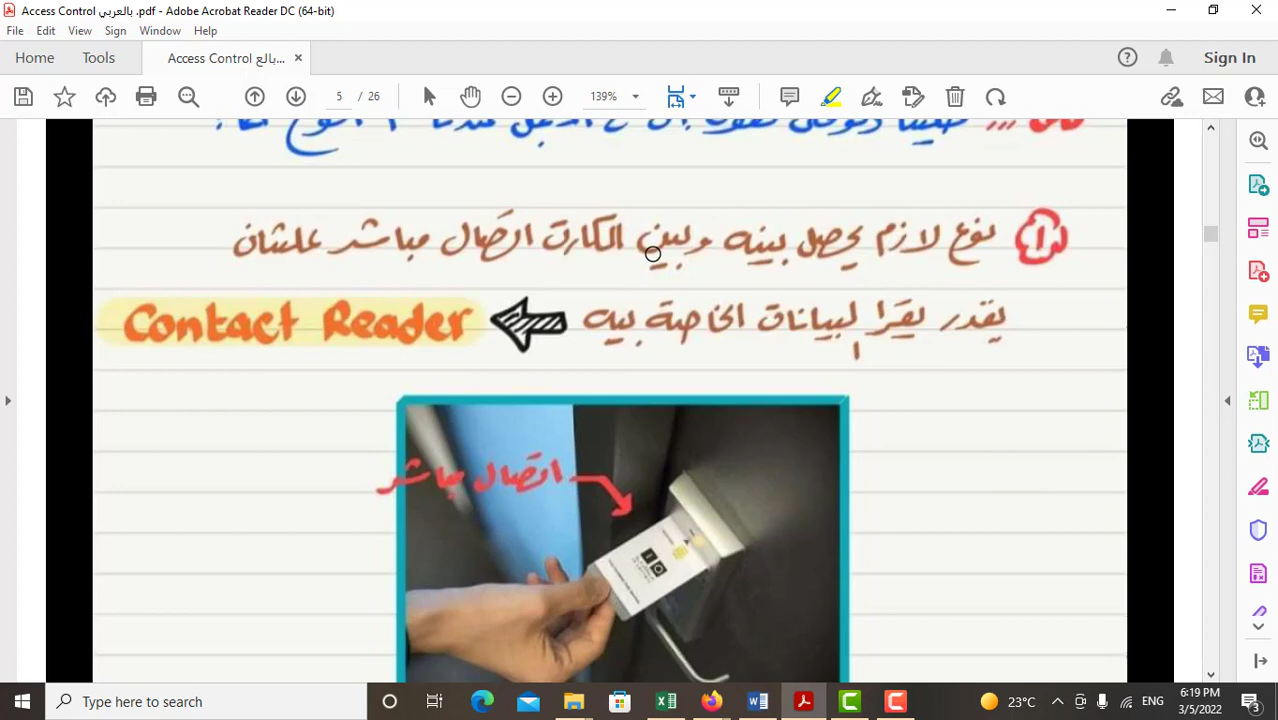 Access Control بالعربي .pdf - Adobe Acrobat Reader DC (64-bit)
File Edit View Sign Window Help
Home Tools Access Control بالع... × Sign In
5 / 26 139%
نوع لازم يحصل بينه وبين الكارت اتصال مباشر علشان
يقدر يقرا البيانات الخاصة بيه Contact Reader
اتصال مباشر
Type here to search
23°C ENG 6:19 PM
3/5/2022
3